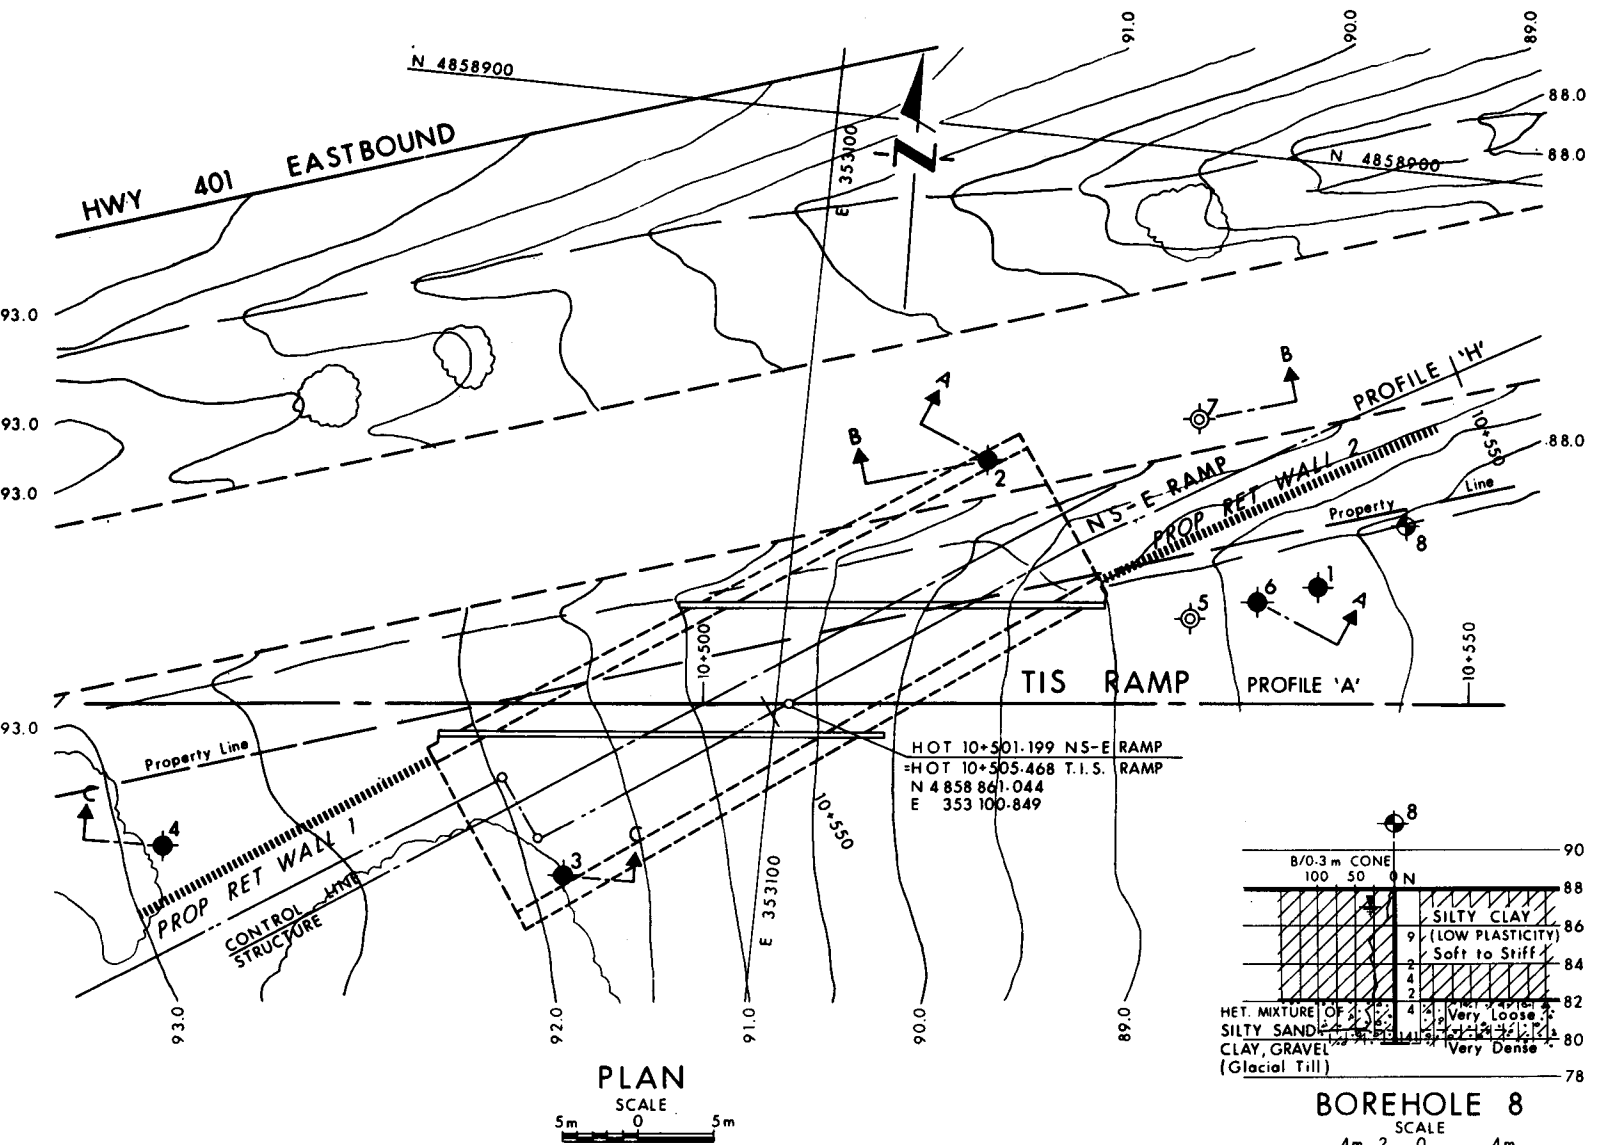 91.0
90.0
89.0
N 4858900
88.0
HWY 401 EASTBOUND
E 353100
N
88.0
N 4858900
93.0
B
A
PROFILE 'H'
7
93.0
B
10+550
88.0
2
NS-E RAMP
PROP RET WALL 2
93.0
Property Line
8
1
6
A
5
10+500
10+550
TIS RAMP
PROFILE 'A'
93.0
Property Line
HOT 10+501.199 NS-E RAMP
=HOT 10+505.468 T.I.S. RAMP
N 4 858 861.044
E 353 100.849
C
10+550
4
C
8
PROP RET WALL 1
3
90
B/0.3 m CONE
100 50 0 N
88
E 353100
CONTROL LINE
STRUCTURE
SILTY CLAY
86
9 (LOW PLASTICITY)
Soft to Stiff
2 84
4
2
82
93.0
92.0
91.0
90.0
89.0
HET. MIXTURE OF
4 Very Loose
SILTY SAND
80
CLAY, GRAVEL
Very Dense
(Glacial Till)
78
PLAN
SCALE
5m 0 5m
BOREHOLE 8
SCALE
4m 2 0 4m